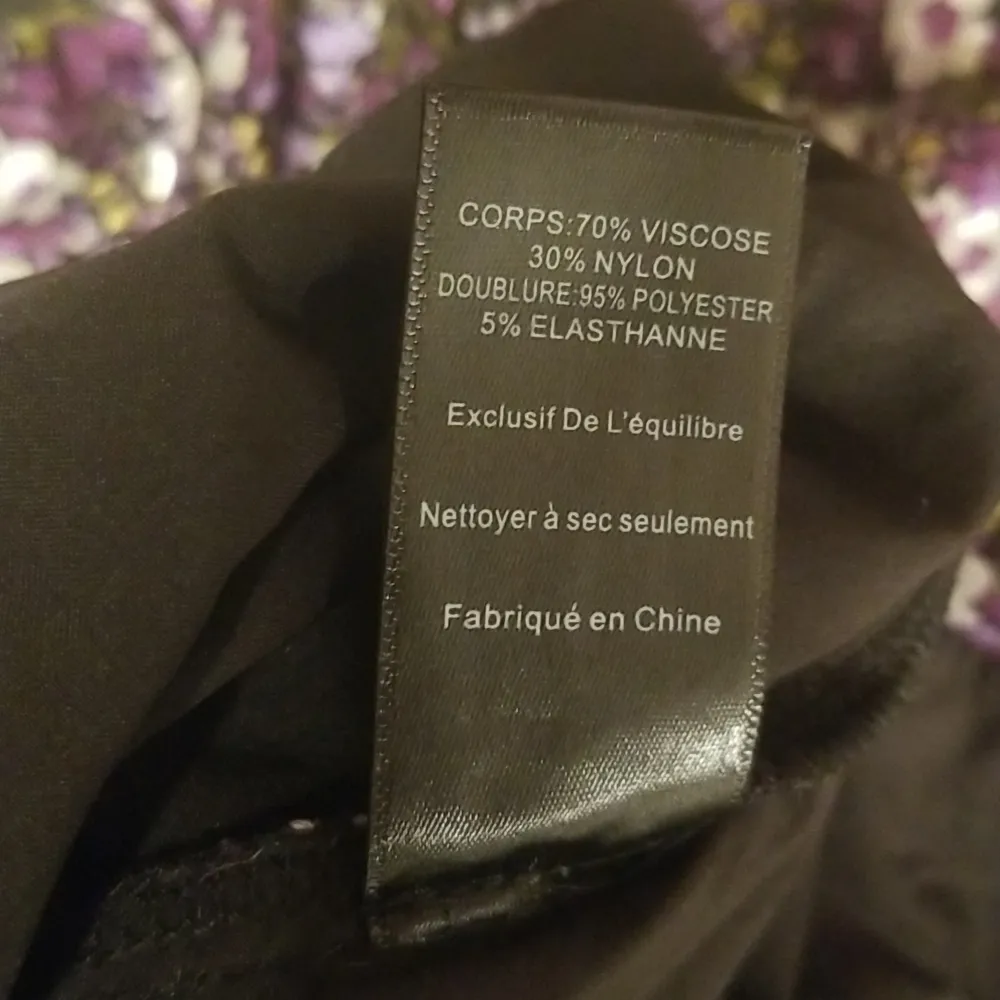 CORPS:70% VISCOSE
30% NYLON
DOUBLURE:95% POLYESTER
5% ELASTHANNE
Exclusif De L'équilibre
Nettoyer à sec seulement
Fabriqué en Chine